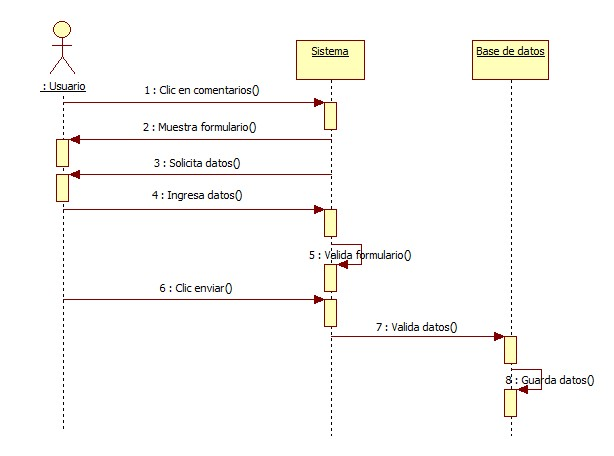 Sistema
Base de datos
: Usuario
1 : Clic en comentarios()
2 : Muestra formulario()
3 : Solicita datos()
4 : Ingresa datos()
5 : Valida formulario()
6 : Clic enviar()
7 : Valida datos()
8 : Guarda datos()